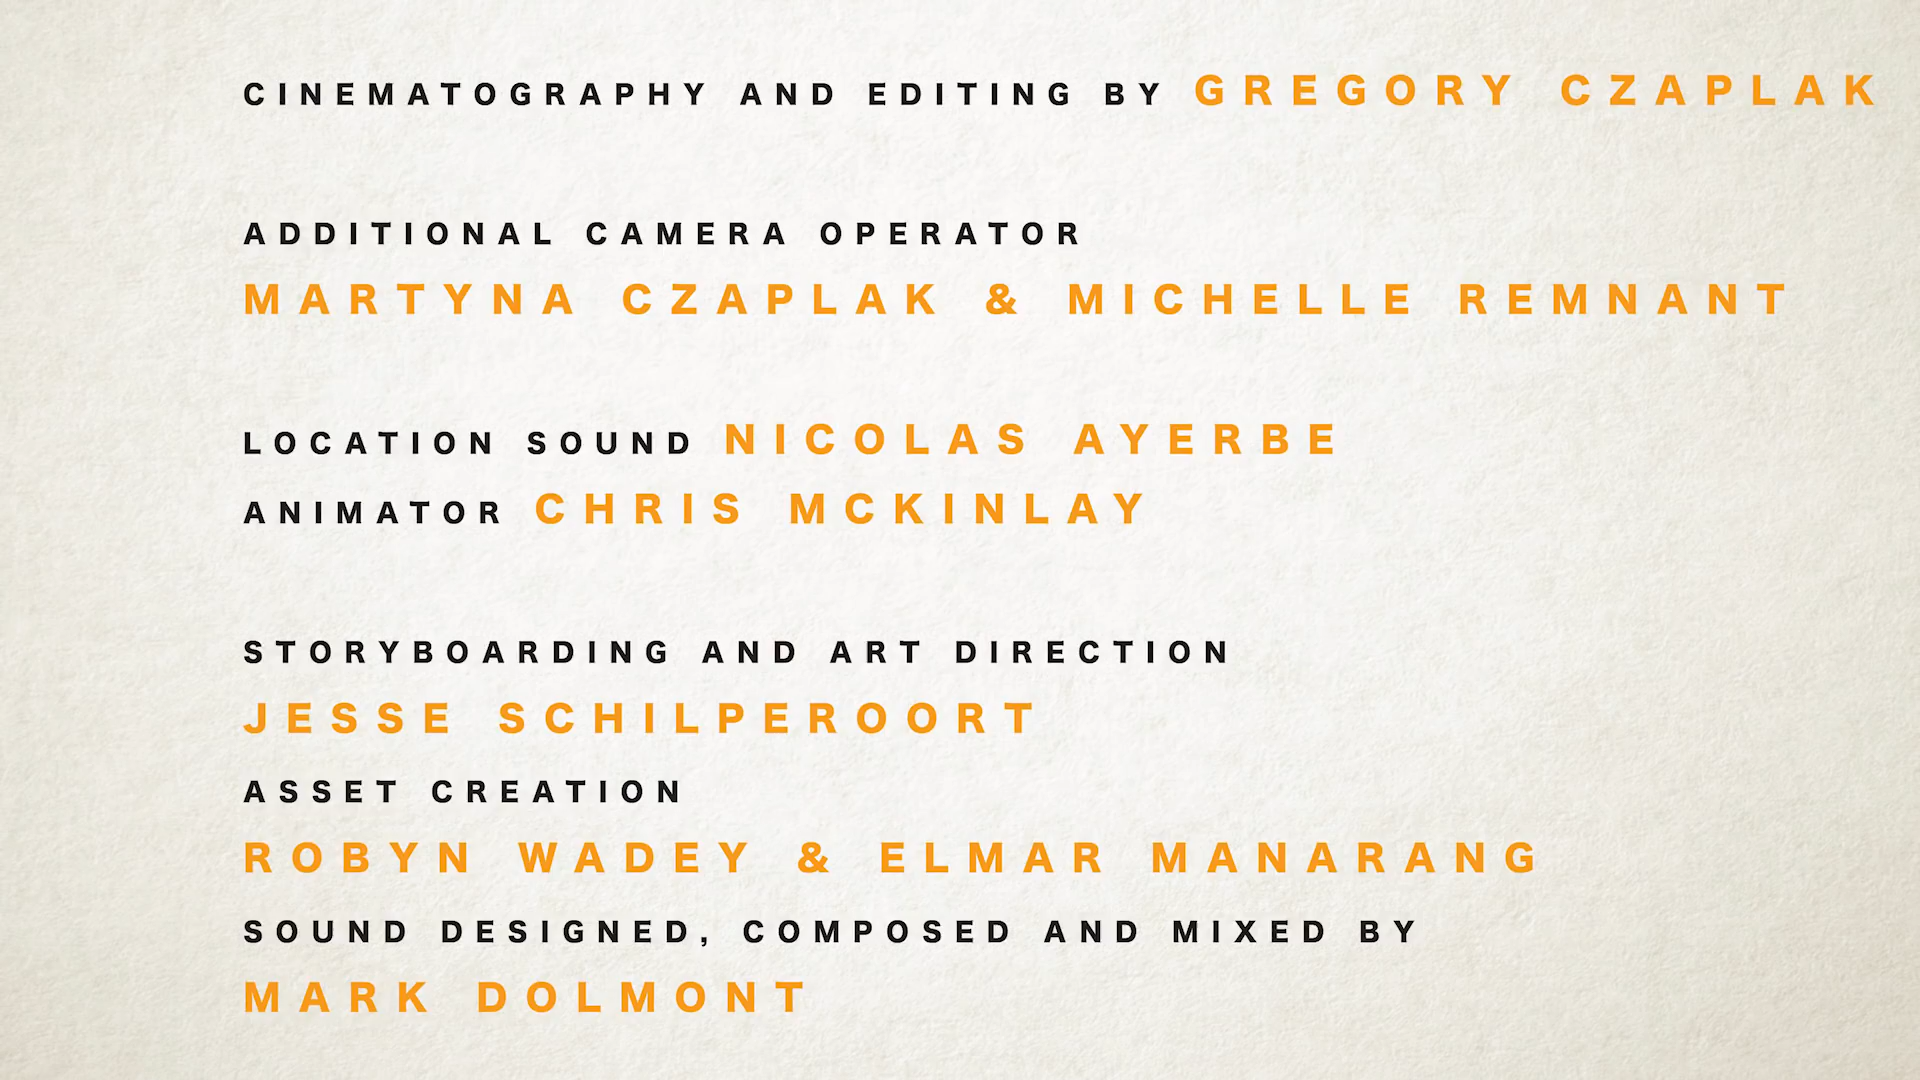 CINEMATOGRAPHY AND EDITING BY GREGORY CZAPLAK
ADDITIONAL CAMERA OPERATOR
MARTYNA CZAPLAK & MICHELLE REMNANT
LOCATION SOUND NICOLAS AYERBE
ANIMATOR CHRIS MCKINLAY
STORYBOARDING AND ART DIRECTION
JESSE SCHILPEROORT
ASSET CREATION
ROBYN WADEY & ELMAR MANARANG
SOUND DESIGNED, COMPOSED AND MIXED BY
MARK DOLMONT